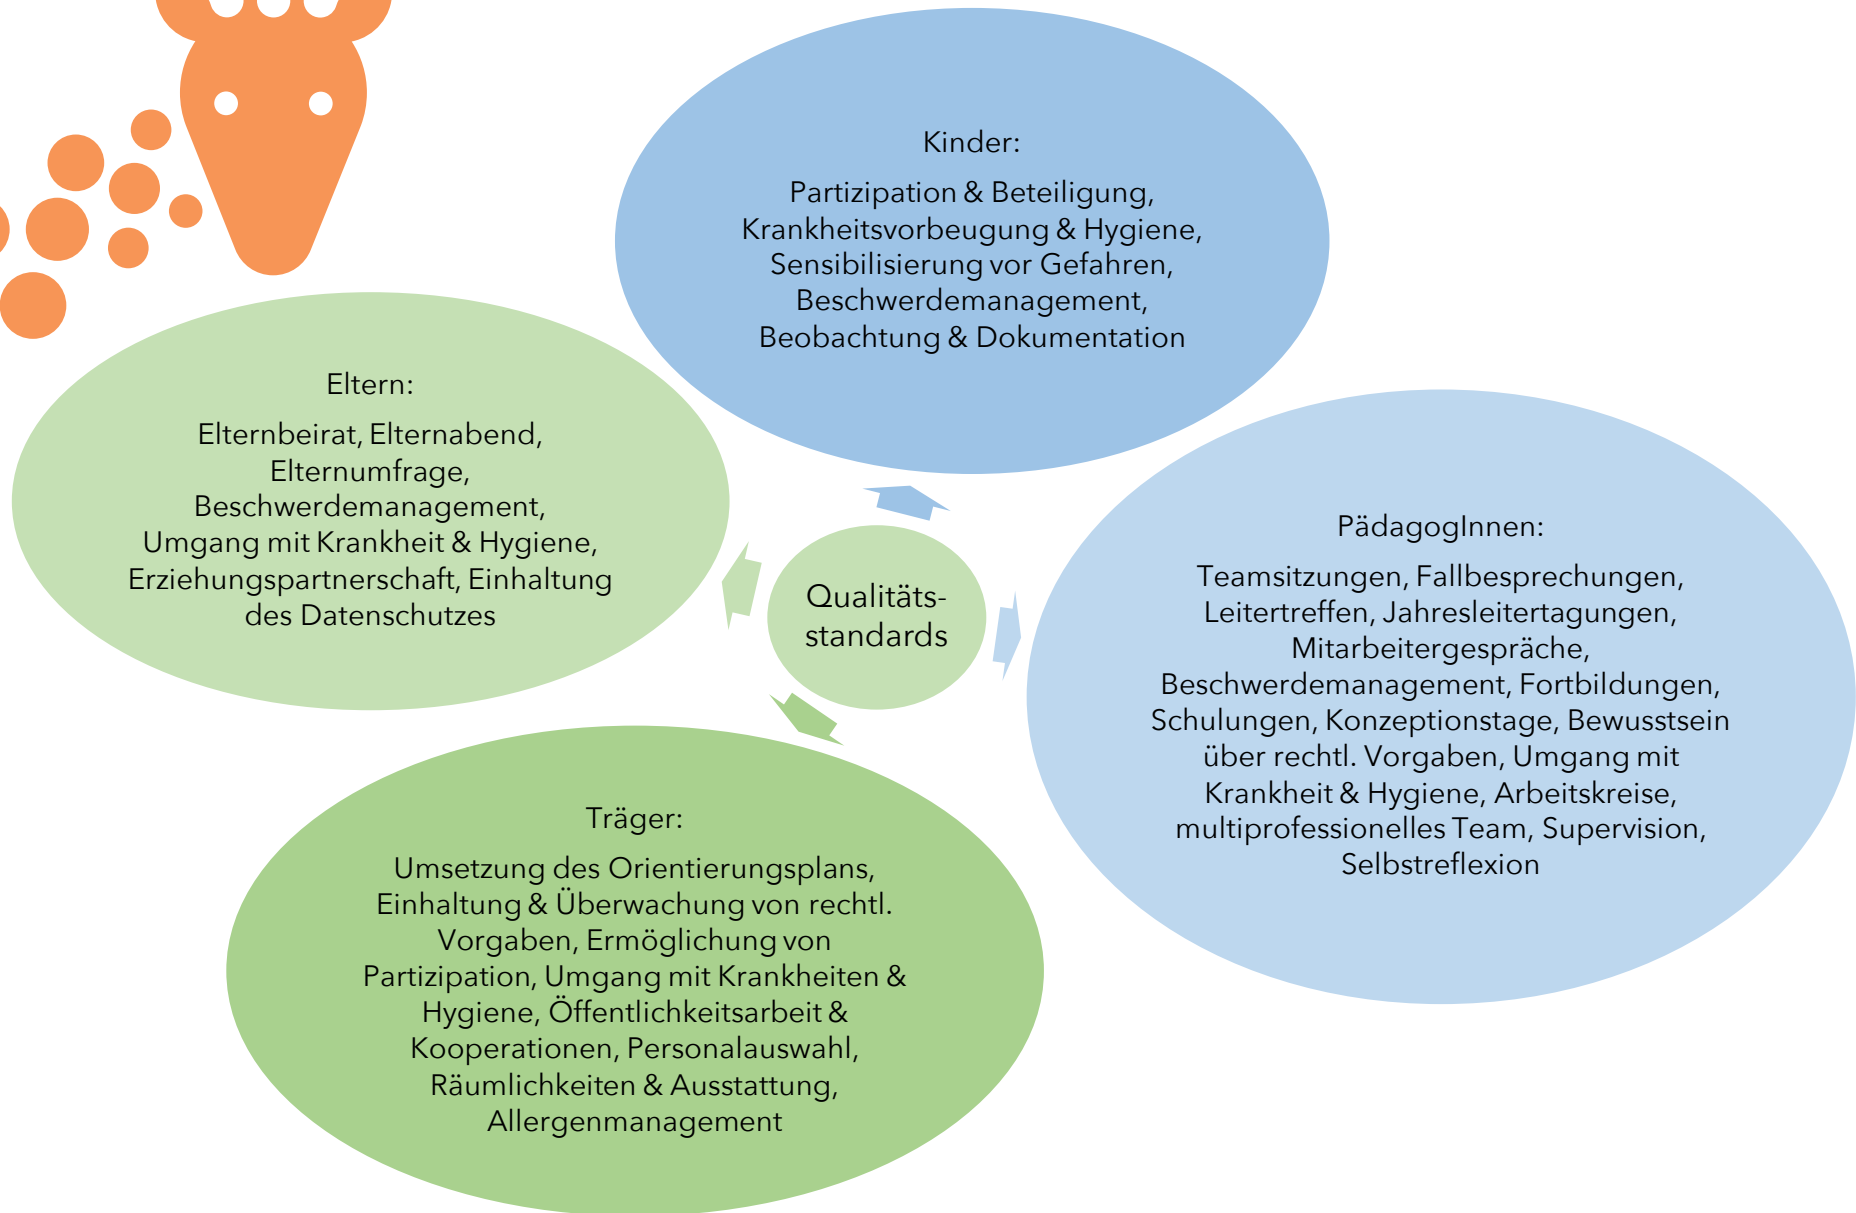 Kinder:
Partizipation & Beteiligung,
Krankheitsvorbeugung & Hygiene,
Sensibilisierung vor Gefahren,
Beschwerdemanagement,
Beobachtung & Dokumentation
Eltern:
Elternbeirat, Elternabend,
Elternumfrage,
Beschwerdemanagement,
Umgang mit Krankheit & Hygiene,
Erziehungspartnerschaft, Einhaltung
des Datenschutzes
Qualitäts-
standards
PädagogInnen:
Teamsitzungen, Fallbesprechungen,
Leitertreffen, Jahresleitertagungen,
Mitarbeitergespräche,
Beschwerdemanagement, Fortbildungen,
Schulungen, Konzeptionstage, Bewusstsein
über rechtl. Vorgaben, Umgang mit
Krankheit & Hygiene, Arbeitskreise,
multiprofessionelles Team, Supervision,
Selbstreflexion
Träger:
Umsetzung des Orientierungsplans,
Einhaltung & Überwachung von rechtl.
Vorgaben, Ermöglichung von
Partizipation, Umgang mit Krankheiten &
Hygiene, Öffentlichkeitsarbeit &
Kooperationen, Personalauswahl,
Räumlichkeiten & Ausstattung,
Allergenmanagement